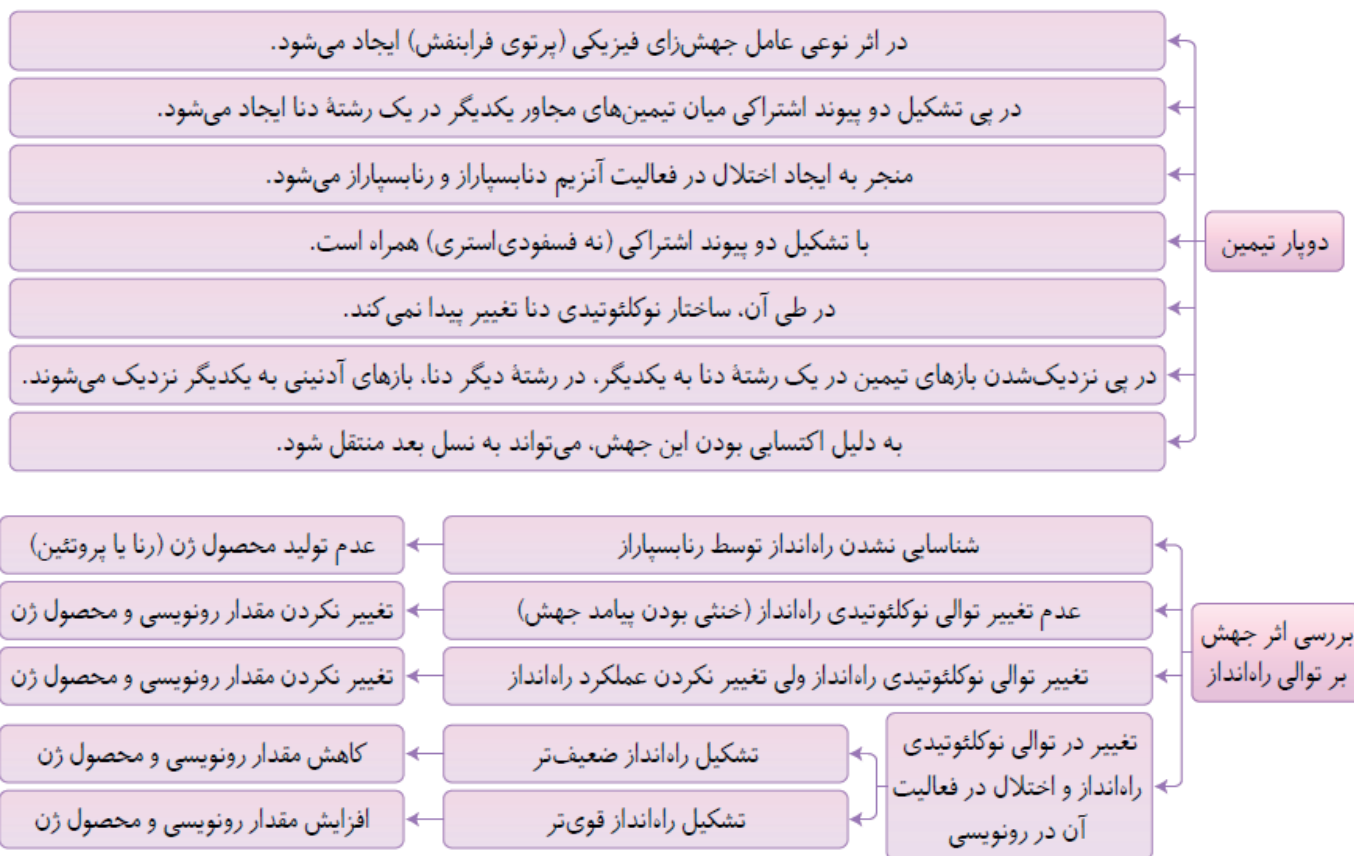 دوپار تیمین
در اثر نوعی عامل جهش‌زای فیزیکی (پرتوی فرابنفش) ایجاد می‌شود.
در پی تشکیل دو پیوند اشتراکی میان تیمین‌های مجاور یکدیگر در یک رشتهٔ دنا ایجاد می‌شود.
منجر به ایجاد اختلال در فعالیت آنزیم دنابسپاراز و رنابسپاراز می‌شود.
با تشکیل دو پیوند اشتراکی (نه فسفودی‌استری) همراه است.
در طی آن، ساختار نوکلئوتیدی دنا تغییر پیدا نمی‌کند.
در پی نزدیک‌شدن بازهای تیمین در یک رشتهٔ دنا به یکدیگر، در رشتهٔ دیگر دنا، بازهای آدنینی به یکدیگر نزدیک می‌شوند.
به دلیل اکتسابی بودن این جهش، می‌تواند به نسل بعد منتقل شود.
بررسی اثر جهش
بر توالی راه‌انداز
شناسایی نشدن راه‌انداز توسط رنابسپاراز
عدم تولید محصول ژن (رنا یا پروتئین)
عدم تغییر توالی نوکلئوتیدی راه‌انداز (خنثی بودن پیامد جهش)
تغییر نکردن مقدار رونویسی و محصول ژن
تغییر توالی نوکلئوتیدی راه‌انداز ولی تغییر نکردن عملکرد راه‌انداز
تغییر نکردن مقدار رونویسی و محصول ژن
تغییر در توالی نوکلئوتیدی
راه‌انداز و اختلال در فعالیت
آن در رونویسی
تشکیل راه‌انداز ضعیف‌تر
کاهش مقدار رونویسی و محصول ژن
تشکیل راه‌انداز قوی‌تر
افزایش مقدار رونویسی و محصول ژن